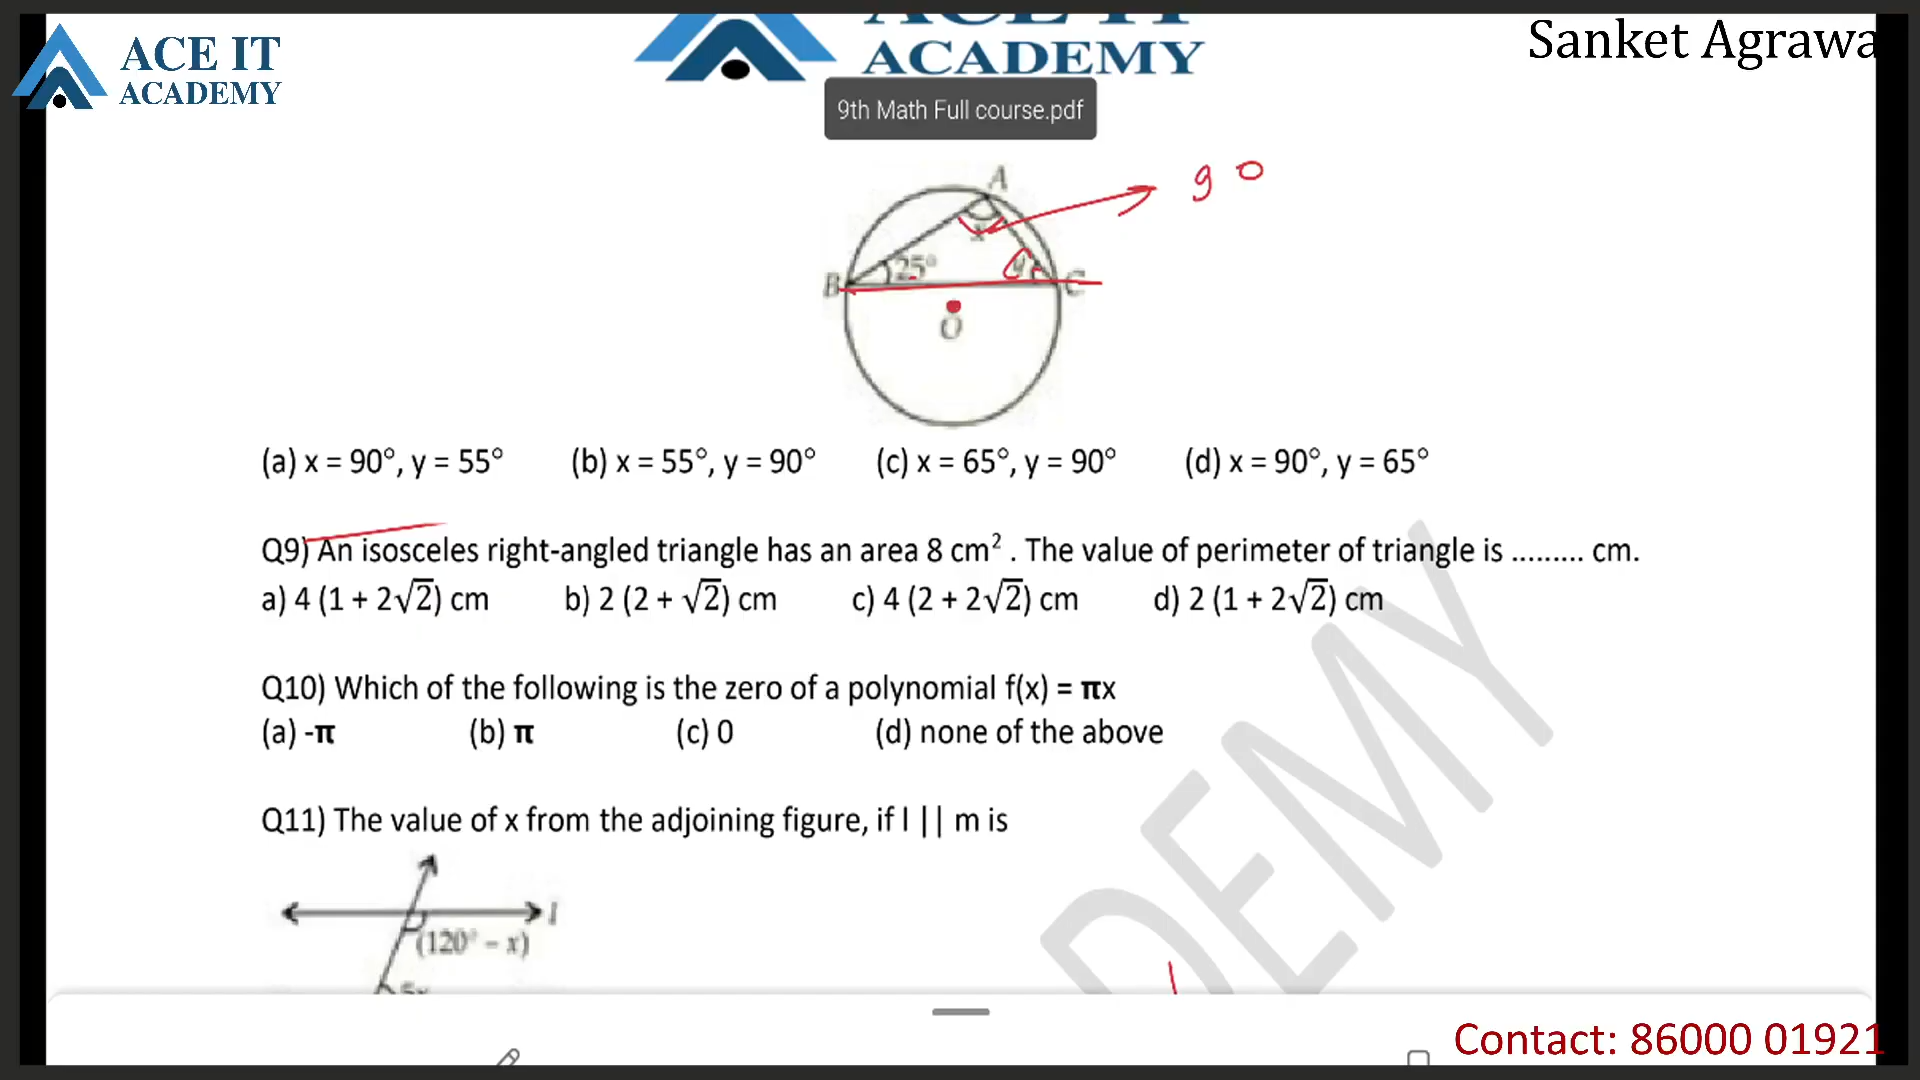 ACE IT
ACADEMY
ACADEMY
Sanket Agrawa
9th Math Full course.pdf
A
90
x
B
25°
y
C
O
(a) x = 90°, y = 55° (b) x = 55°, y = 90° (c) x = 65°, y = 90° (d) x = 90°, y = 65°
Q9) An isosceles right-angled triangle has an area 8 cm² . The value of perimeter of triangle is ......... cm.
a) 4 (1 + 2√2) cm b) 2 (2 + √2) cm c) 4 (2 + 2√2) cm d) 2 (1 + 2√2) cm
Q10) Which of the following is the zero of a polynomial f(x) = πx
(a) -π (b) π (c) 0 (d) none of the above
Q11) The value of x from the adjoining figure, if l || m is
l
(120° – x)
DEMY
Contact: 86000 01921